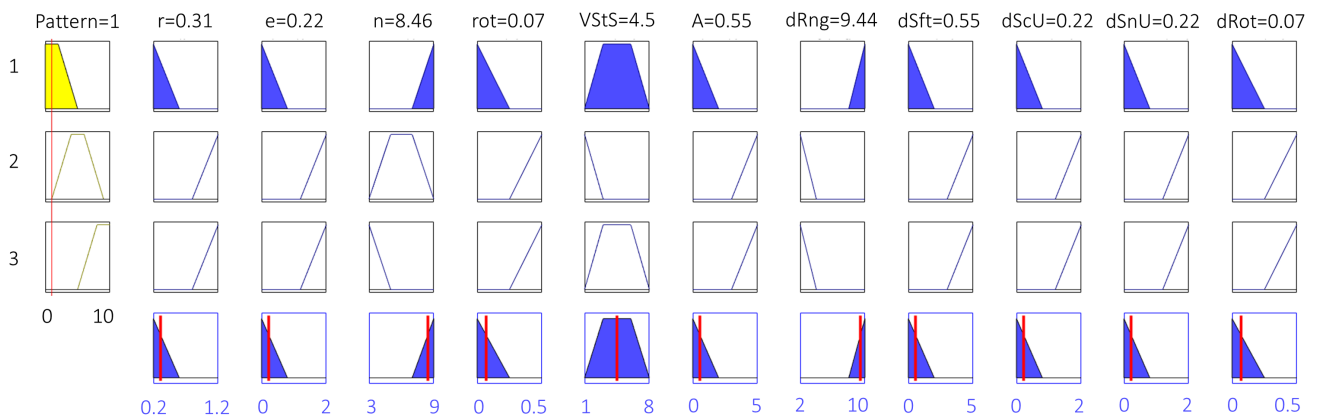 Pattern=1 r=0.31 e=0.22 n=8.46 rot=0.07 VStS=4.5 A=0.55 dRng=9.44 dSft=0.55 dScU=0.22 dSnU=0.22 dRot=0.07
1
2
3
0 10
0.2 1.2 0 2 3 9 0 0.5 1 8 0 5 2 10 0 5 0 2 0 2 0 0.5